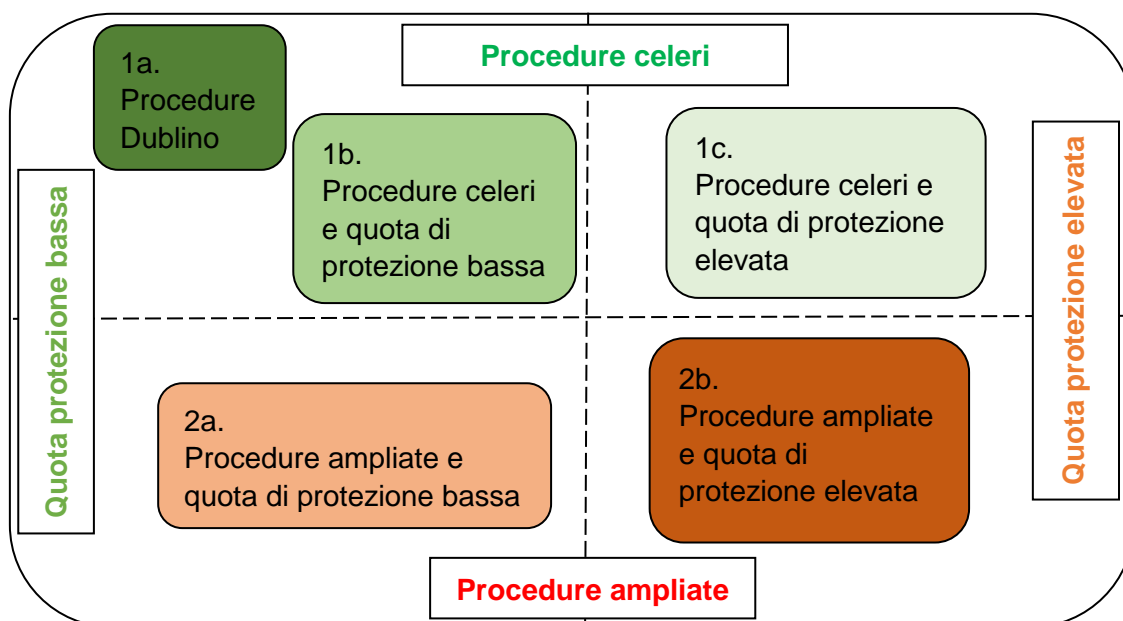 Procedure celeri
1a.
Procedure
Dublino
1b.
Procedure celeri
e quota di
protezione bassa
1c.
Procedure celeri e
quota di protezione
elevata
Quota protezione bassa
Quota protezione elevata
2a.
Procedure ampliate e
quota di protezione bassa
2b.
Procedure ampliate
e quota di
protezione elevata
Procedure ampliate